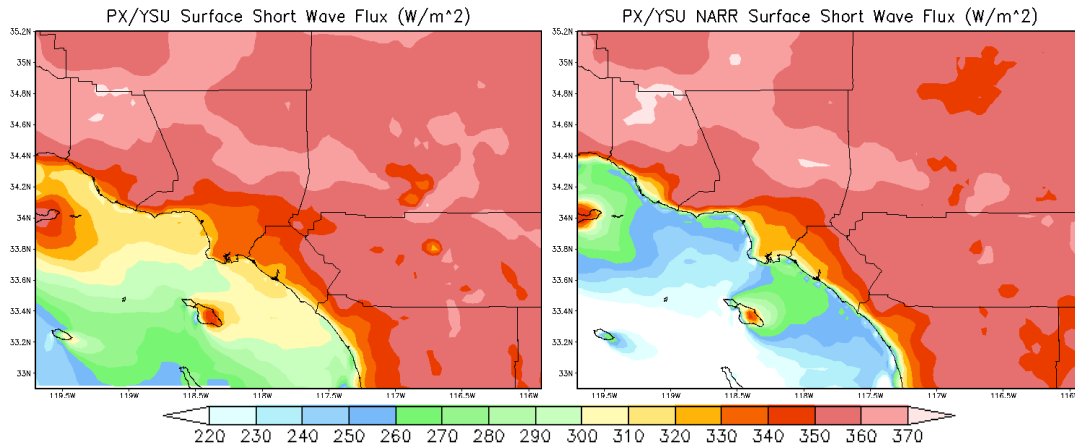 PX/YSU Surface Short Wave Flux (W/m^2)
PX/YSU NARR Surface Short Wave Flux (W/m^2)
35.2N
35N
34.8N
34.6N
34.4N
34.2N
34N
33.8N
33.6N
33.4N
33.2N
33N
119.5W
119W
118.5W
118W
117.5W
117W
116.5W
116W
35.2N
35N
34.8N
34.6N
34.4N
34.2N
34N
33.8N
33.6N
33.4N
33.2N
33N
119.5W
119W
118.5W
118W
117.5W
117W
116.5W
116W
220 230 240 250 260 270 280 290 300 310 320 330 340 350 360 370